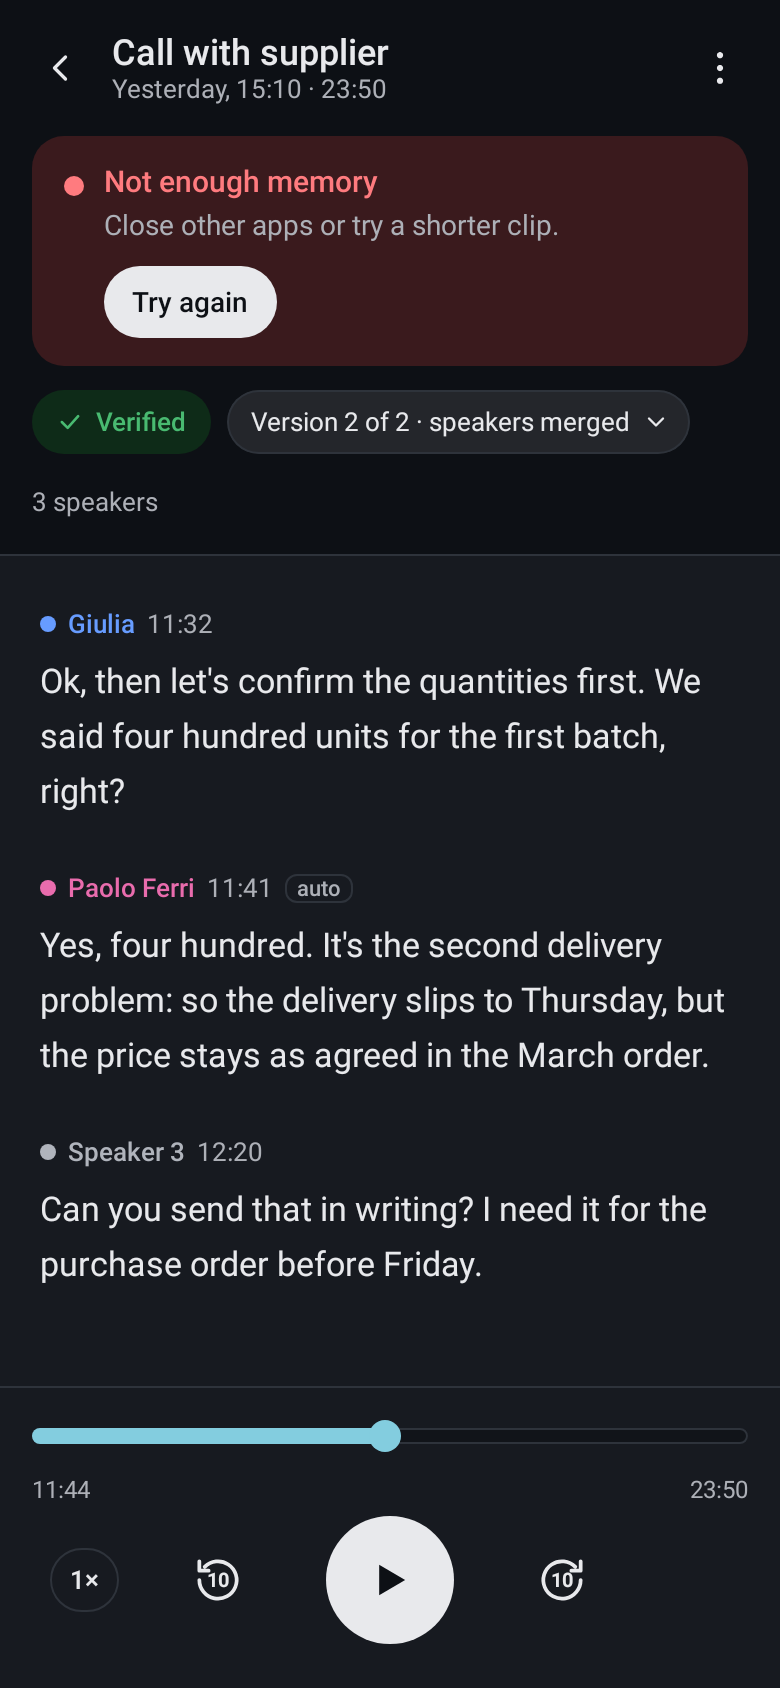 Call with supplier
Yesterday, 15:10 · 23:50
Not enough memory
Close other apps or try a shorter clip.
Try again
Verified
Version 2 of 2 · speakers merged
3 speakers
Giulia 11:32
Ok, then let's confirm the quantities first. We
said four hundred units for the first batch,
right?
Paolo Ferri 11:41 auto
Yes, four hundred. It's the second delivery
problem: so the delivery slips to Thursday, but
the price stays as agreed in the March order.
Speaker 3 12:20
Can you send that in writing? I need it for the
purchase order before Friday.
11:44 23:50
1× 10 10